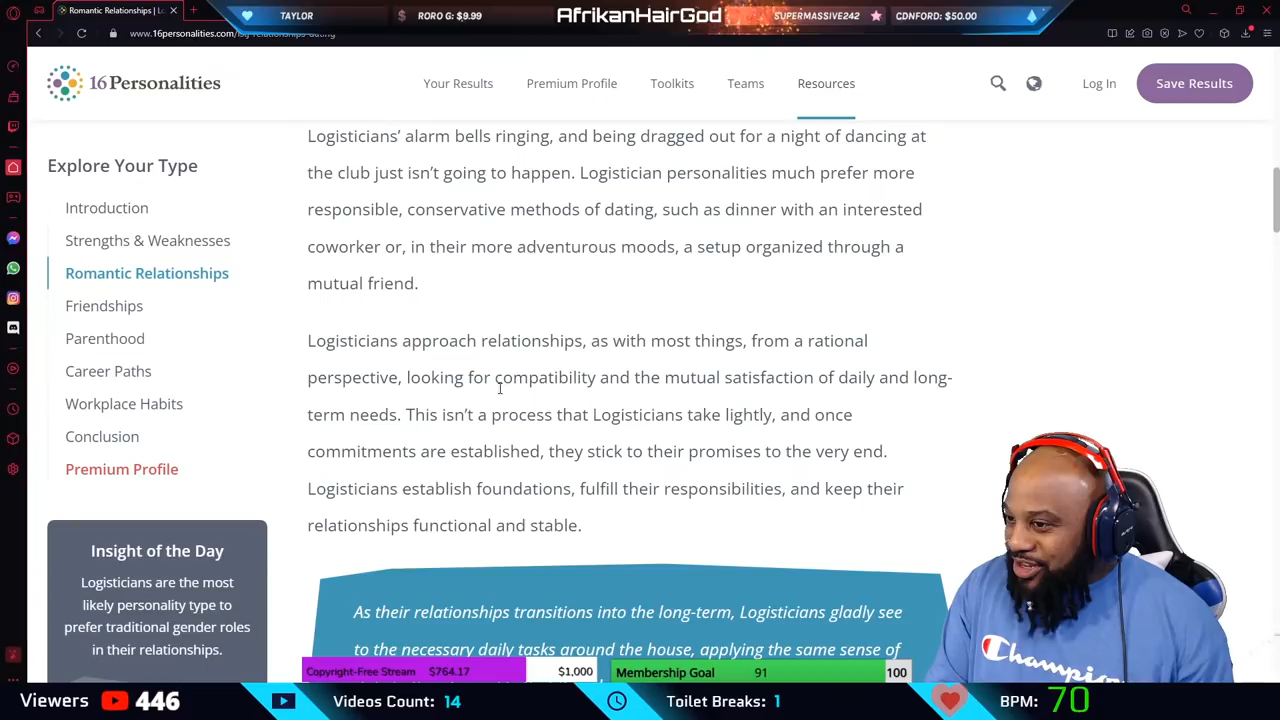 Romantic Relationships | L
TAYLOR
$ RORO G: $9.99
AfrikanHairGod
SUPERMASSIVE242
CDNFORD: $50.00
16Personalities
Your Results
Premium Profile
Toolkits
Teams
Resources
Log In
Save Results
Explore Your Type
Introduction
Strengths & Weaknesses
Romantic Relationships
Friendships
Parenthood
Career Paths
Workplace Habits
Conclusion
Premium Profile
Insight of the Day
Logisticians are the most
likely personality type to
prefer traditional gender roles
in their relationships.
Logisticians’ alarm bells ringing, and being dragged out for a night of dancing at
the club just isn’t going to happen. Logistician personalities much prefer more
responsible, conservative methods of dating, such as dinner with an interested
coworker or, in their more adventurous moods, a setup organized through a
mutual friend.
Logisticians approach relationships, as with most things, from a rational
perspective, looking for compatibility and the mutual satisfaction of daily and long-
term needs. This isn’t a process that Logisticians take lightly, and once
commitments are established, they stick to their promises to the very end.
Logisticians establish foundations, fulfill their responsibilities, and keep their
relationships functional and stable.
As their relationships transitions into the long-term, Logisticians gladly see
to the necessary daily tasks around the house, applying the same sense of
Copyright-Free Stream $764.17 $1,000
Membership Goal 91 100
Champion
Viewers 446
Videos Count: 14
Toilet Breaks: 1
BPM: 70